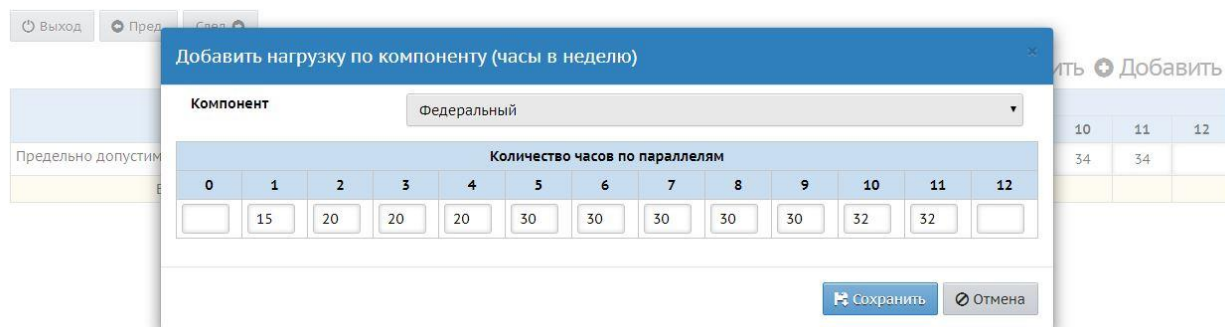 Выход Пред. След.
Добавить нагрузку по компоненту (часы в неделю) ×
ить Добавить
Компонент Федеральный
10 11 12
Предельно допустим 34 34
Количество часов по параллелям
0 1 2 3 4 5 6 7 8 9 10 11 12
15 20 20 20 30 30 30 30 30 32 32
Сохранить Отмена